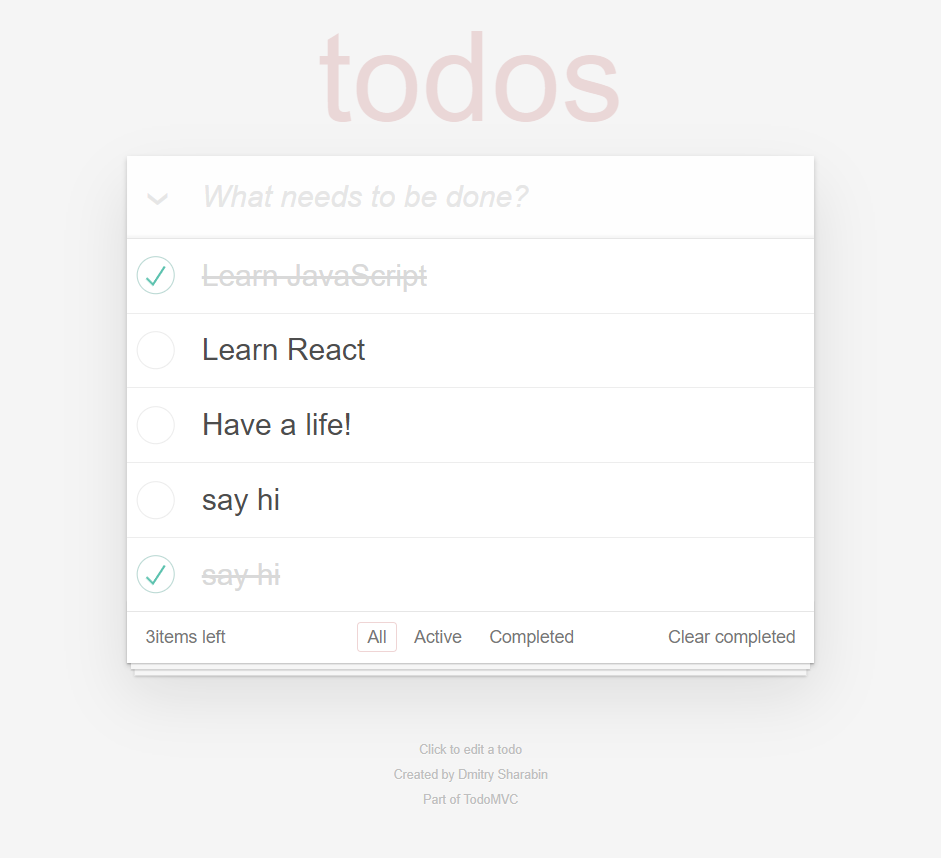 todos
What needs to be done?
Learn JavaScript
Learn React
Have a life!
say hi
say hi
3items left All Active Completed Clear completed
Click to edit a todo
Created by Dmitry Sharabin
Part of TodoMVC